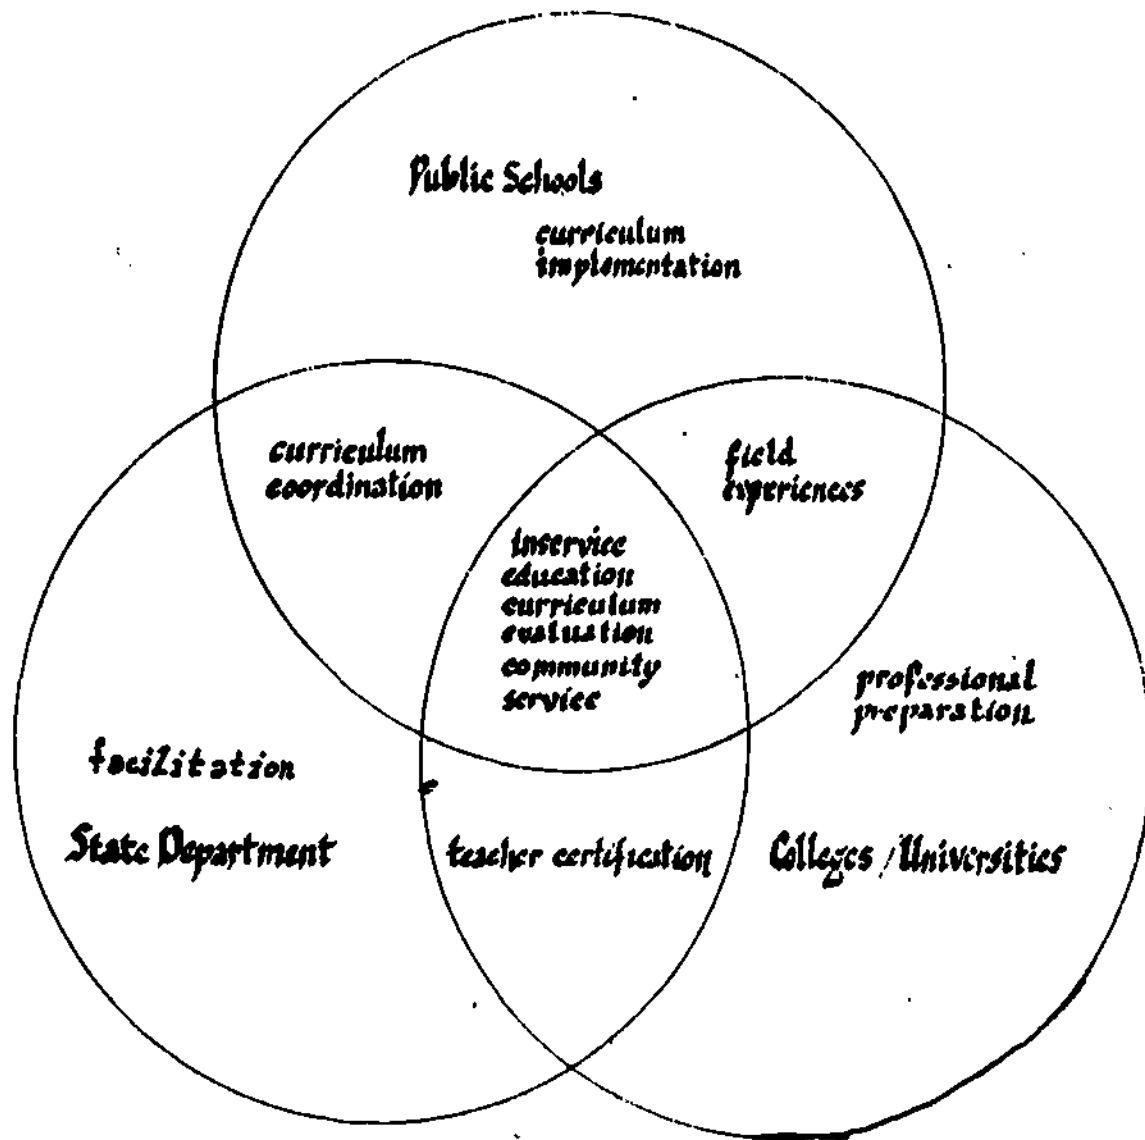 Public Schools
curriculum
implementation
curriculum
coordination
field
experiences
inservice
education
curriculum
evaluation
community
service
professional
preparation
facilitation
State Department
teacher certification
Colleges / Universities